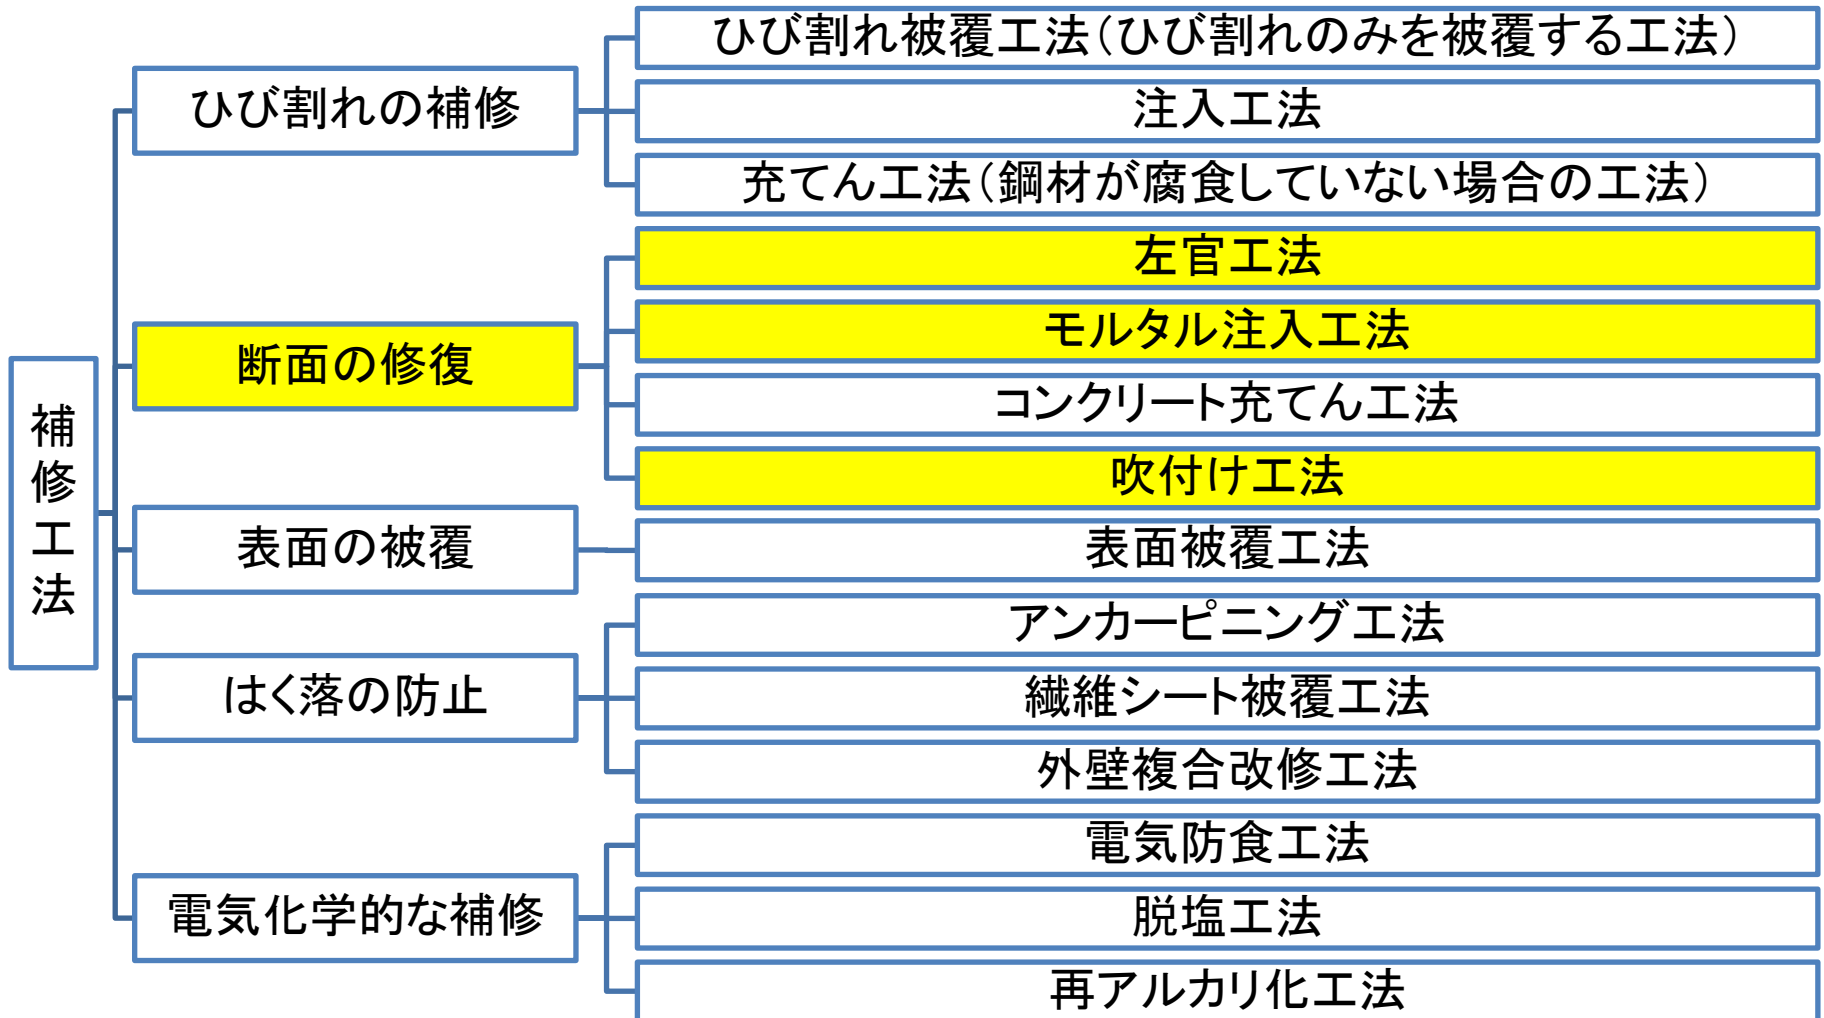 補修工法
ひび割れの補修
ひび割れ被覆工法(ひび割れのみを被覆する工法)
注入工法
充てん工法(鋼材が腐食していない場合の工法)
断面の修復
左官工法
モルタル注入工法
コンクリート充てん工法
吹付け工法
表面の被覆
表面被覆工法
はく落の防止
アンカーピニング工法
繊維シート被覆工法
外壁複合改修工法
電気化学的な補修
電気防食工法
脱塩工法
再アルカリ化工法